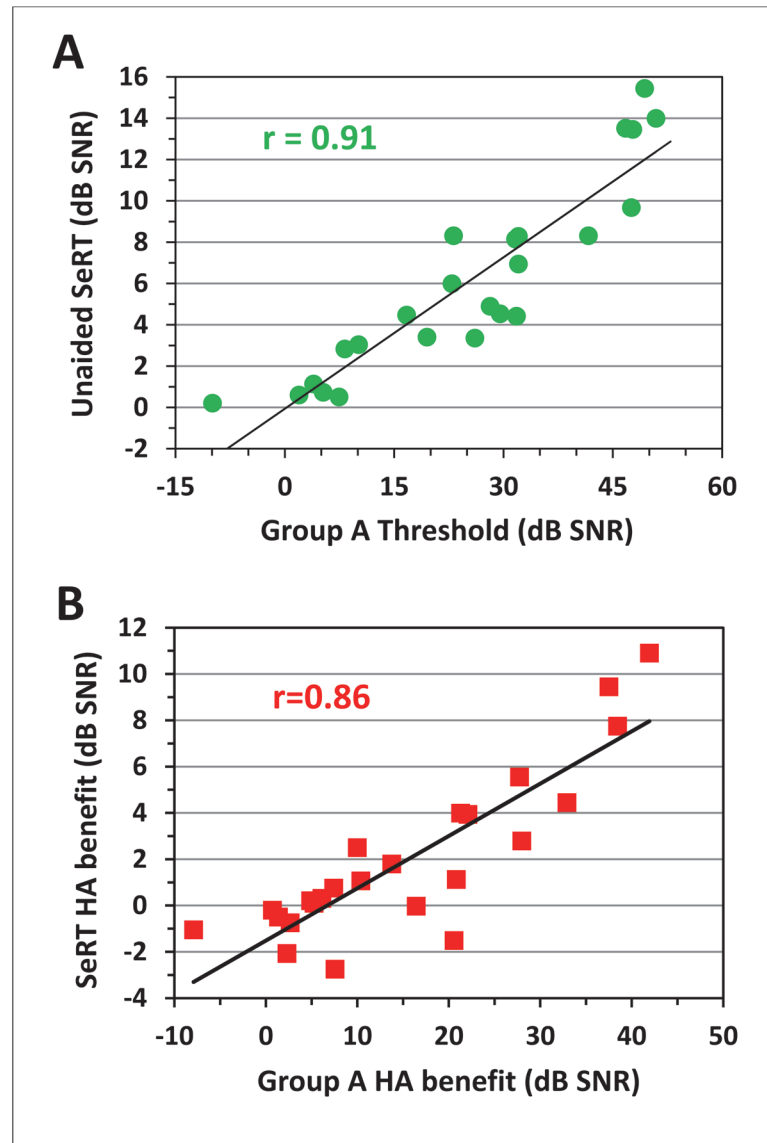 A
16
14
12
10
8
6
4
2
0
-2
Unaided SeRT (dB SNR)
r = 0.91
-15 0 15 30 45 60
Group A Threshold (dB SNR)
B
12
10
8
6
4
2
0
-2
-4
SeRT HA benefit (dB SNR)
r=0.86
-10 0 10 20 30 40 50
Group A HA benefit (dB SNR)